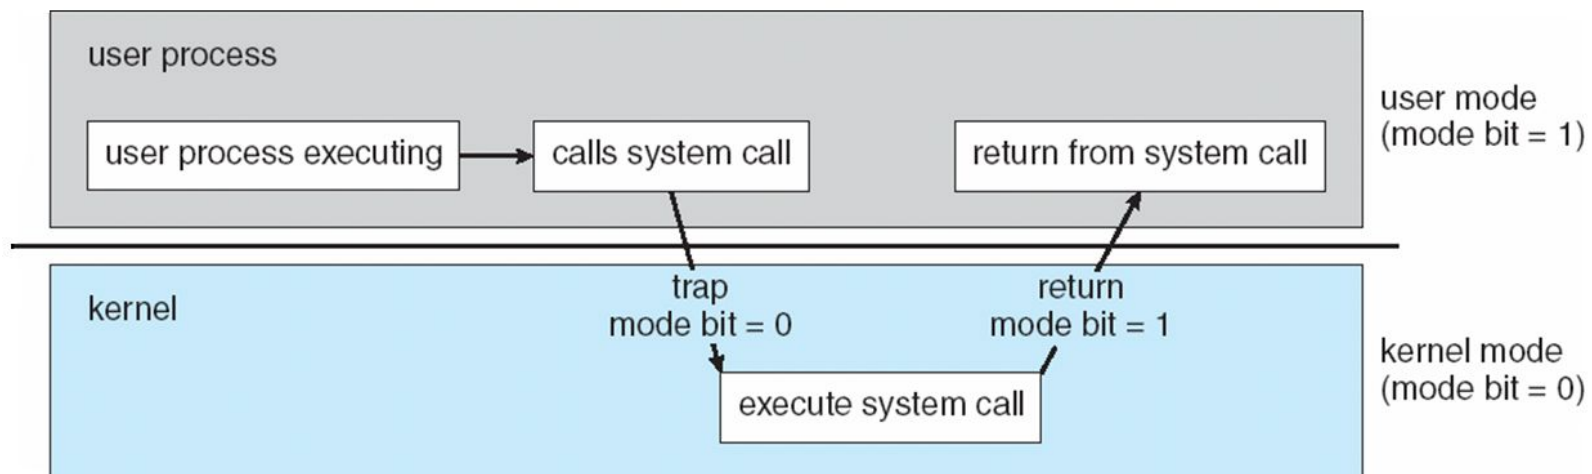 user process
user process executing
calls system call
return from system call
user mode
(mode bit = 1)
kernel
trap
mode bit = 0
return
mode bit = 1
execute system call
kernel mode
(mode bit = 0)